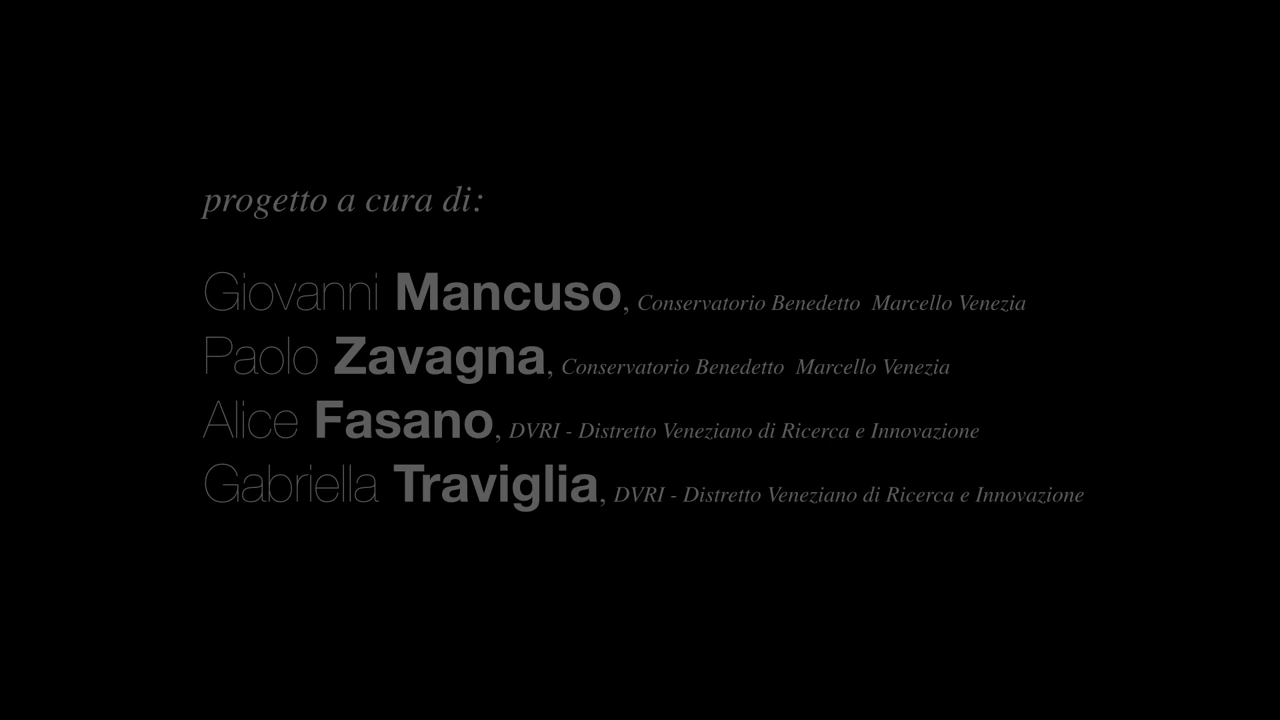 progetto a cura di:
Giovanni Mancuso, Conservatorio Benedetto  Marcello Venezia
Paolo Zavagna, Conservatorio Benedetto  Marcello Venezia
Alice Fasano, DVRI - Distretto Veneziano di Ricerca e Innovazione
Gabriella Traviglia, DVRI - Distretto Veneziano di Ricerca e Innovazione